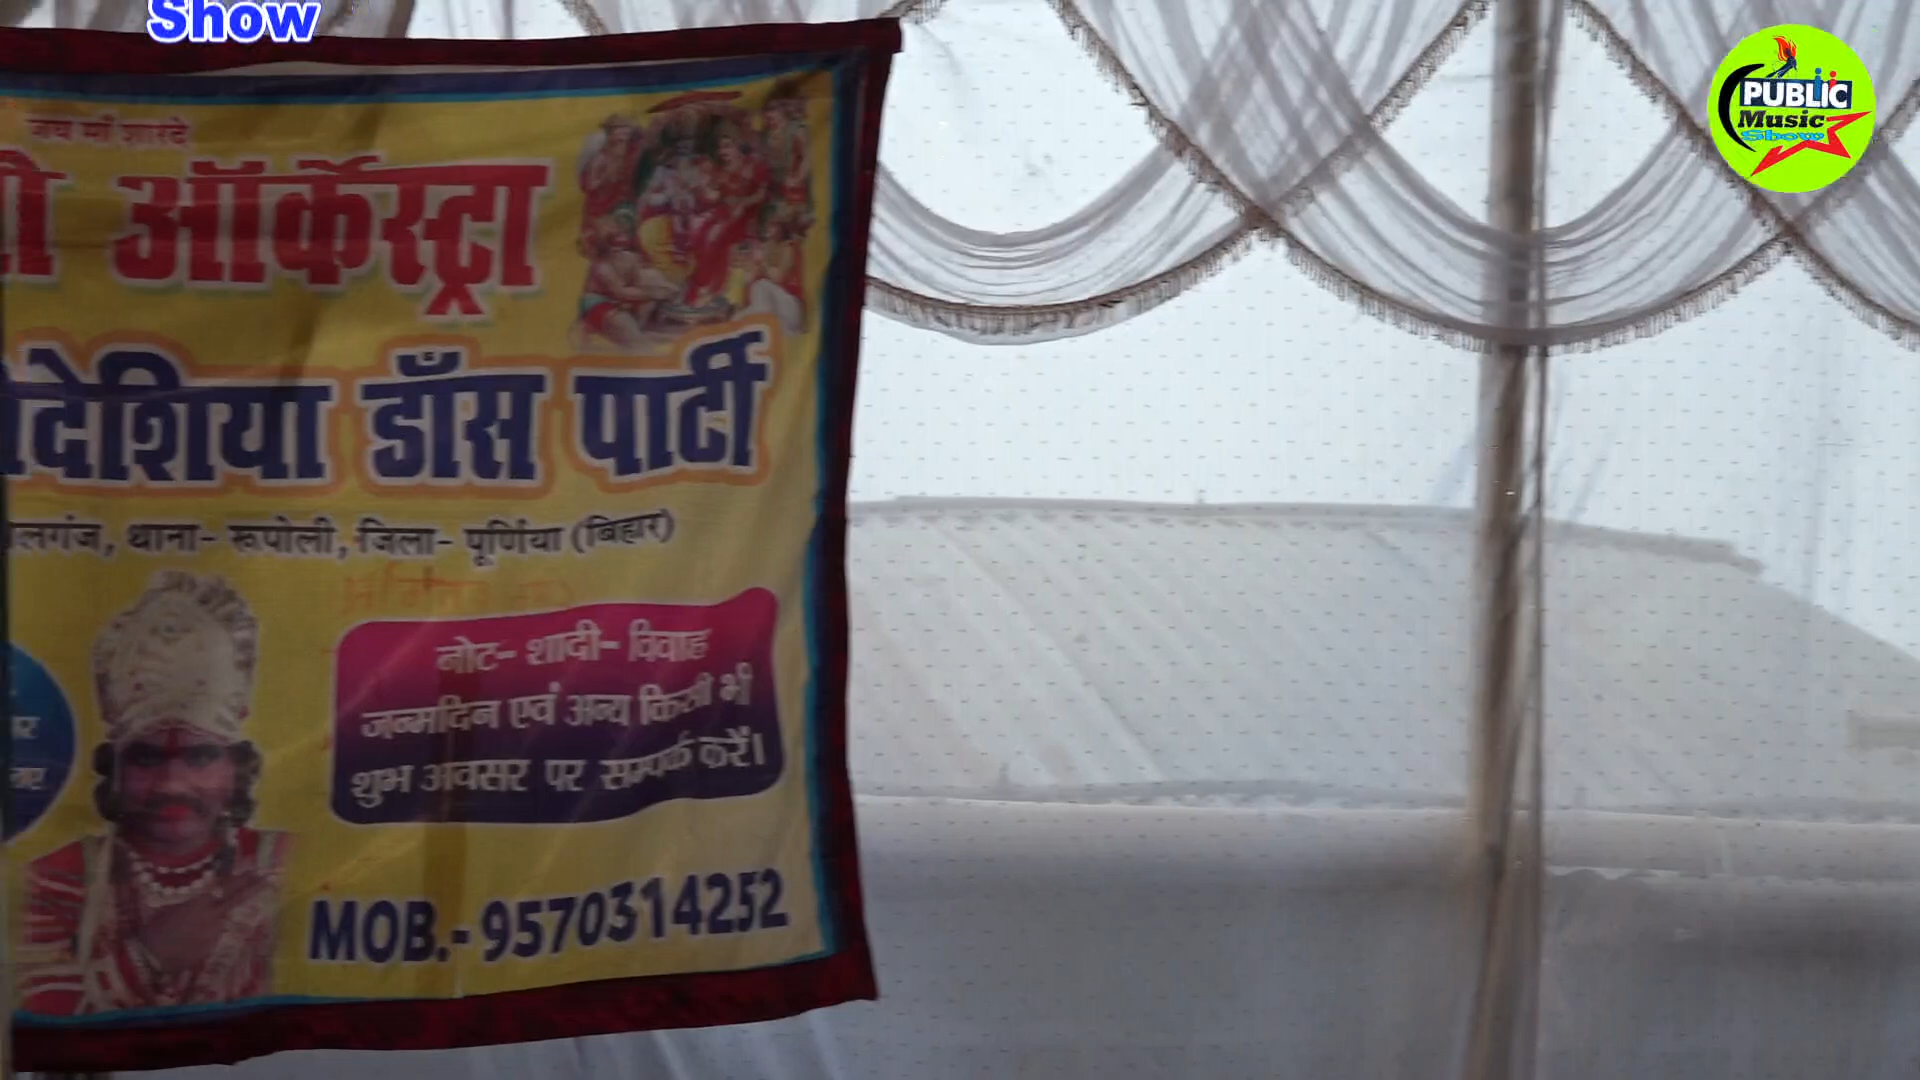 Show
जय माँ शारदे
ऑर्केस्ट्रा
डाँस पार्टी
थाना- रूपोली, जिला- पूर्णिया (बिहार)
नोट- शादी- विवाह
जन्मदिन एवं अन्य किसी भी
शुभ अवसर पर सम्पर्क करें।
MOB.- 9570314252
PUBLIC
Music
Show